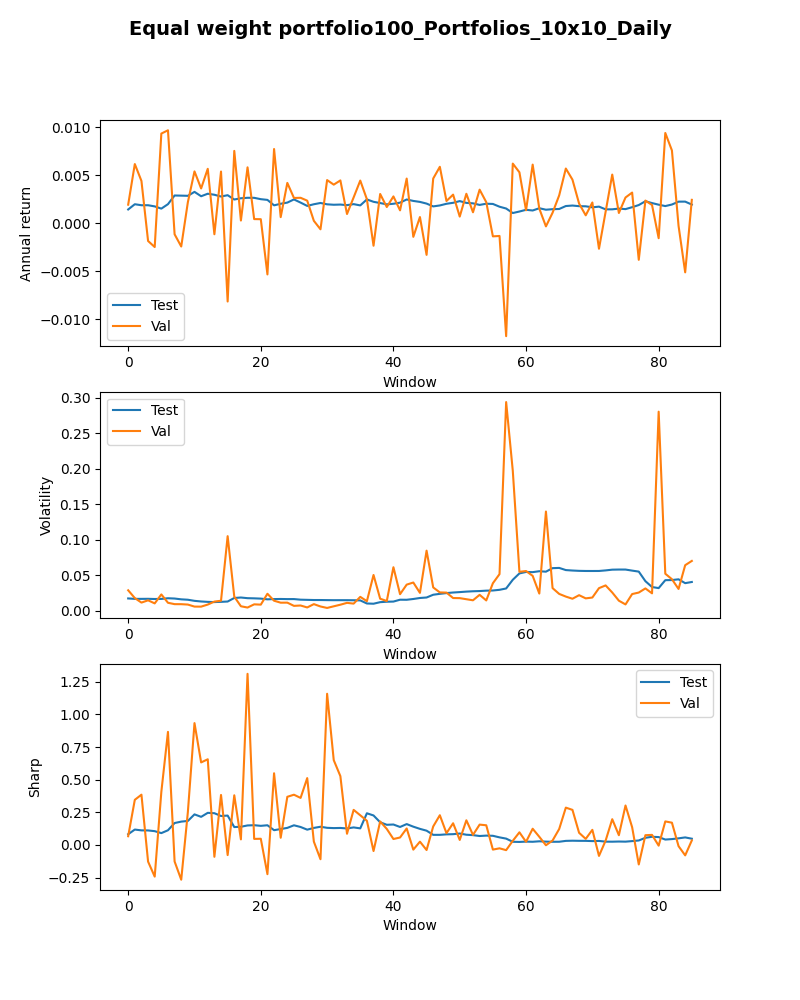 Equal weight portfolio100_Portfolios_10x10_Daily
0.010
0.005
0.000
−0.005
−0.010
Annual return
Test
Val
0 20 40 60 80
Window
0.30
0.25
0.20
0.15
0.10
0.05
0.00
Volatility
Test
Val
0 20 40 60 80
Window
1.25
1.00
0.75
0.50
0.25
0.00
−0.25
Sharp
Test
Val
0 20 40 60 80
Window